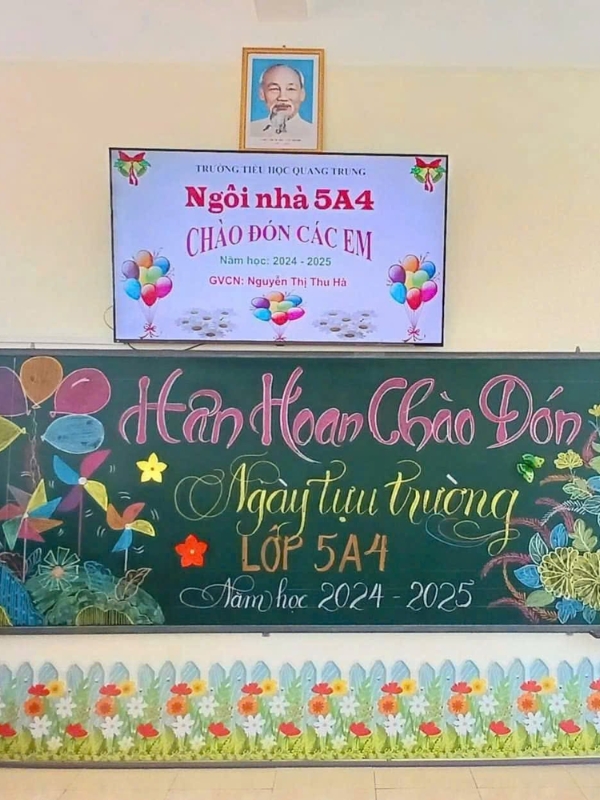 TRƯỜNG TIỂU HỌC QUANG TRUNG
Ngôi nhà 5A4
CHÀO ĐÓN CÁC EM
Năm học: 2024 - 2025
GVCN: Nguyễn Thị Thu Hà
Hân Hoan Chào Đón
Ngày tựu trường
LỚP 5A4
Năm học 2024 - 2025